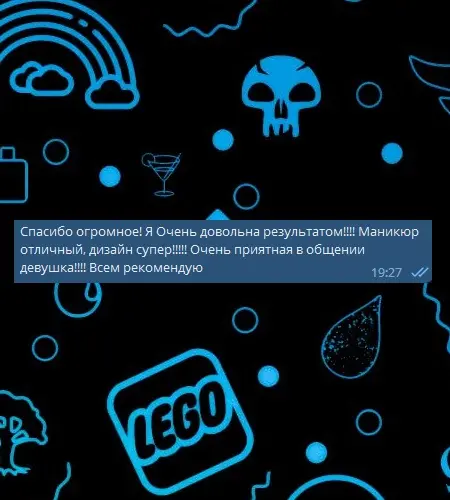 Спасибо огромное! Я Очень довольна результатом!!!! Маникюр
отличный, дизайн супер!!!!! Очень приятная в общении
девушка!!!! Всем рекомендую
19:27
LEGO